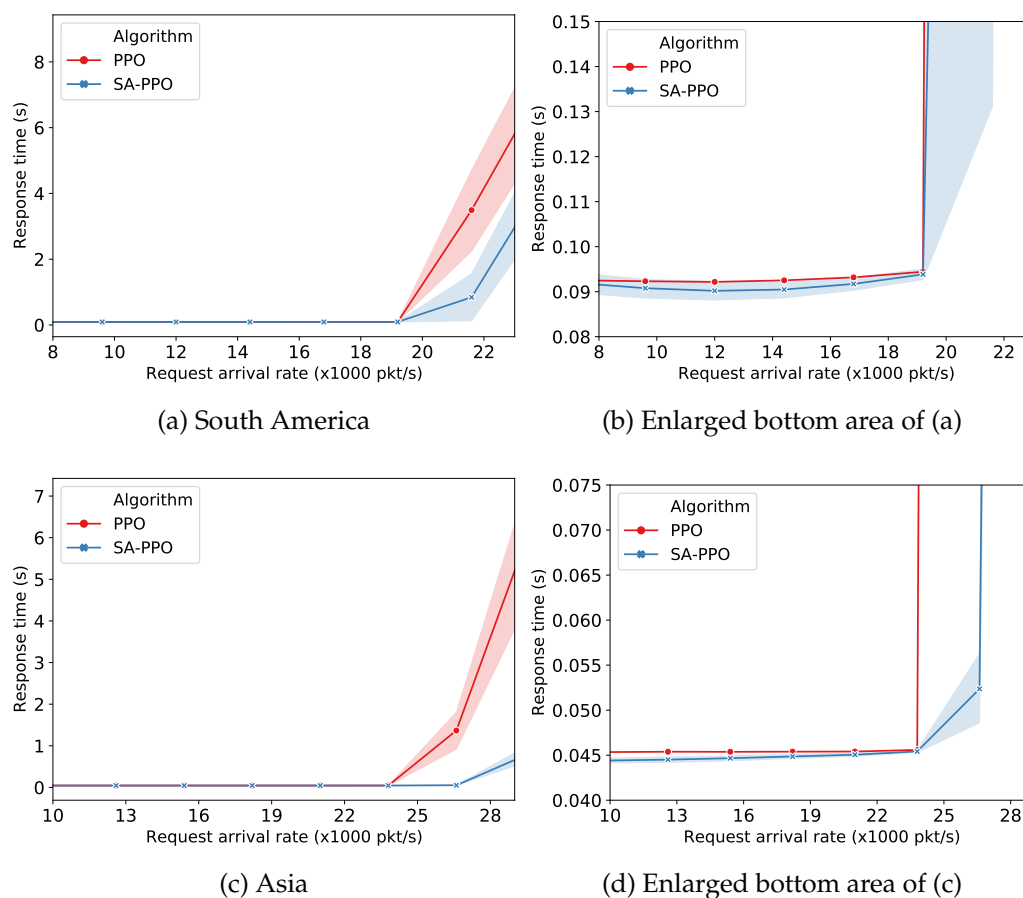 Response time (s)
8
6
4
2
0
Algorithm
PPO
SA-PPO
8 10 12 14 16 18 20 22
Request arrival rate (x1000 pkt/s)
(a) South America
Response time (s)
0.15
0.14
0.13
0.12
0.11
0.10
0.09
0.08
Algorithm
PPO
SA-PPO
8 10 12 14 16 18 20 22
Request arrival rate (x1000 pkt/s)
(b) Enlarged bottom area of (a)
Response time (s)
7
6
5
4
3
2
1
0
Algorithm
PPO
SA-PPO
10 13 16 19 22 25 28
Request arrival rate (x1000 pkt/s)
(c) Asia
Response time (s)
0.075
0.070
0.065
0.060
0.055
0.050
0.045
0.040
Algorithm
PPO
SA-PPO
10 13 16 19 22 25 28
Request arrival rate (x1000 pkt/s)
(d) Enlarged bottom area of (c)